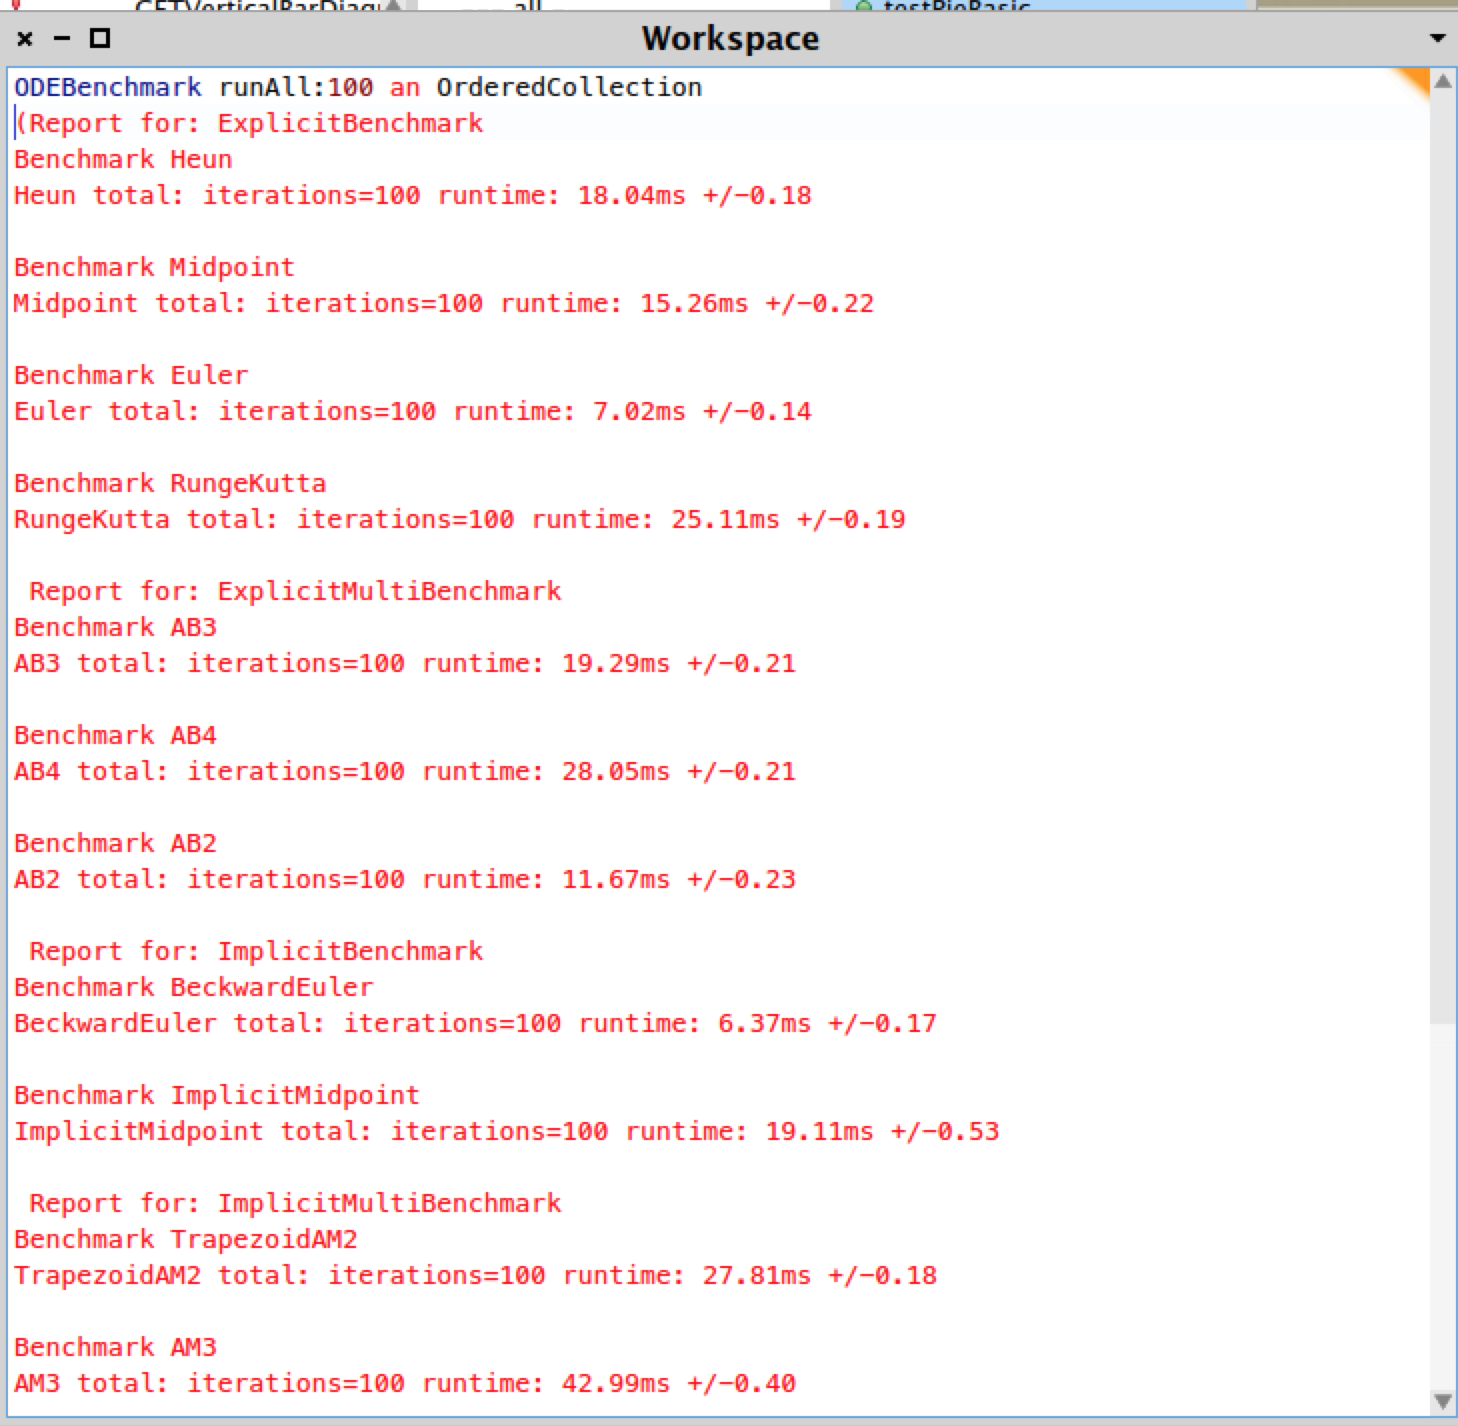 all
Workspace
ODEBenchmark runAll:100 an OrderedCollection
(Report for: ExplicitBenchmark
Benchmark Heun
Heun total: iterations=100 runtime: 18.04ms +/-0.18
Benchmark Midpoint
Midpoint total: iterations=100 runtime: 15.26ms +/-0.22
Benchmark Euler
Euler total: iterations=100 runtime: 7.02ms +/-0.14
Benchmark RungeKutta
RungeKutta total: iterations=100 runtime: 25.11ms +/-0.19
Report for: ExplicitMultiBenchmark
Benchmark AB3
AB3 total: iterations=100 runtime: 19.29ms +/-0.21
Benchmark AB4
AB4 total: iterations=100 runtime: 28.05ms +/-0.21
Benchmark AB2
AB2 total: iterations=100 runtime: 11.67ms +/-0.23
Report for: ImplicitBenchmark
Benchmark BeckwardEuler
BeckwardEuler total: iterations=100 runtime: 6.37ms +/-0.17
Benchmark ImplicitMidpoint
ImplicitMidpoint total: iterations=100 runtime: 19.11ms +/-0.53
Report for: ImplicitMultiBenchmark
Benchmark TrapezoidAM2
TrapezoidAM2 total: iterations=100 runtime: 27.81ms +/-0.18
Benchmark AM3
AM3 total: iterations=100 runtime: 42.99ms +/-0.40